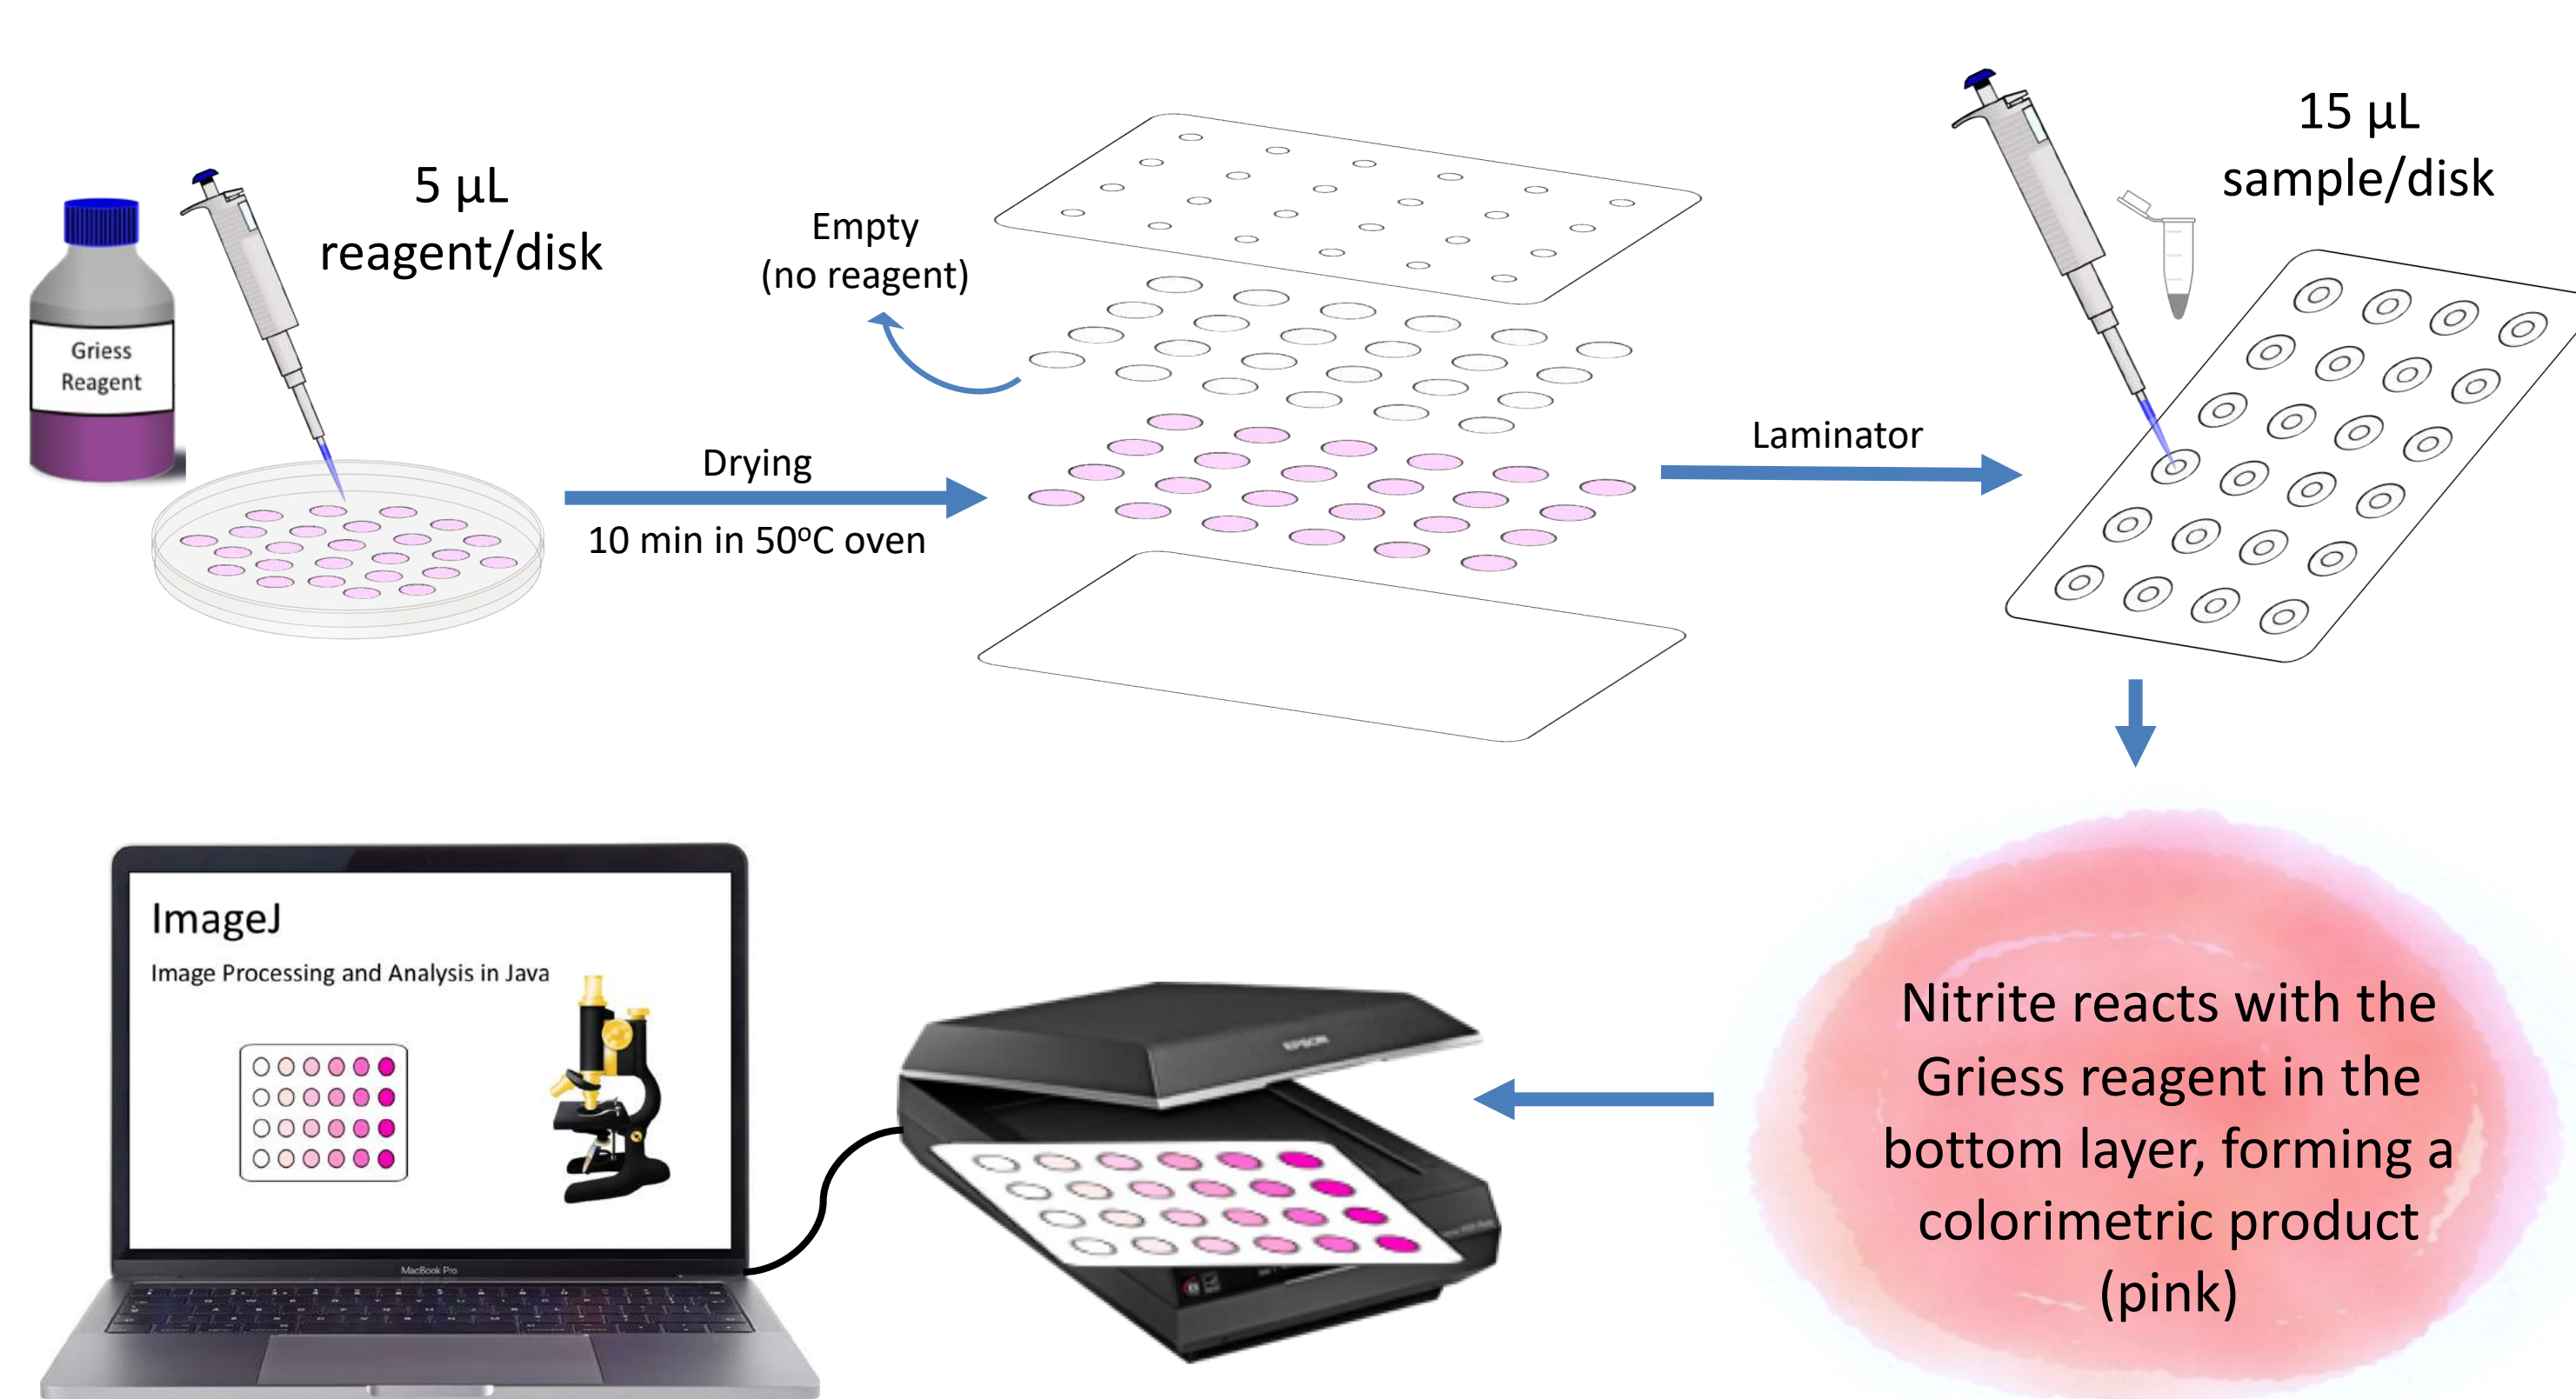 5 µL
reagent/disk
Griess
Reagent
Drying
10 min in 50°C oven
Empty
(no reagent)
Laminator
15 µL
sample/disk
Nitrite reacts with the
Griess reagent in the
bottom layer, forming a
colorimetric product
(pink)
EPSON
ImageJ
Image Processing and Analysis in Java
MacBook Pro